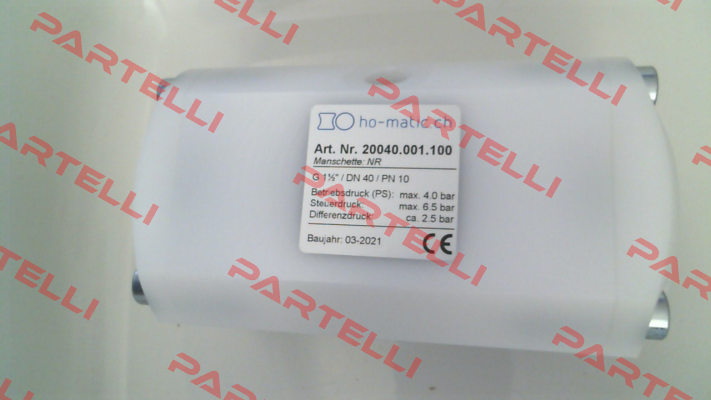 ho-matic.ch
Art. Nr. 20040.001.100
Manschette: NR
G 1½" / DN 40 / PN 10
Betriebsdruck (PS): max. 4.0 bar
Steuerdruck: max. 6.5 bar
Differenzdruck: ca. 2.5 bar
Baujahr: 03-2021 CE
PARTELLI
PARTELLI
PARTELLI
PARTELLI
PARTELLI
PARTELLI
PARTELLI
PARTELLI
PARTELLI
PARTELLI
PARTELLI